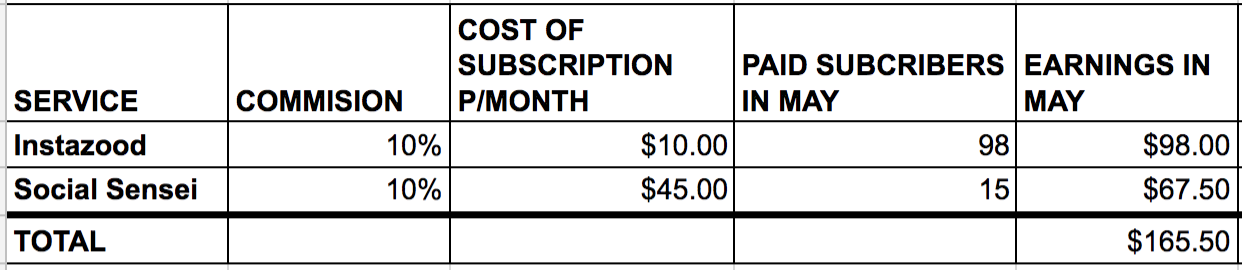 SERVICE COMMISION COST OF SUBSCRIPTION P/MONTH PAID SUBCRIBERS IN MAY EARNINGS IN MAY
Instazood 10% $10.00 98 $98.00
Social Sensei 10% $45.00 15 $67.50
TOTAL $165.50